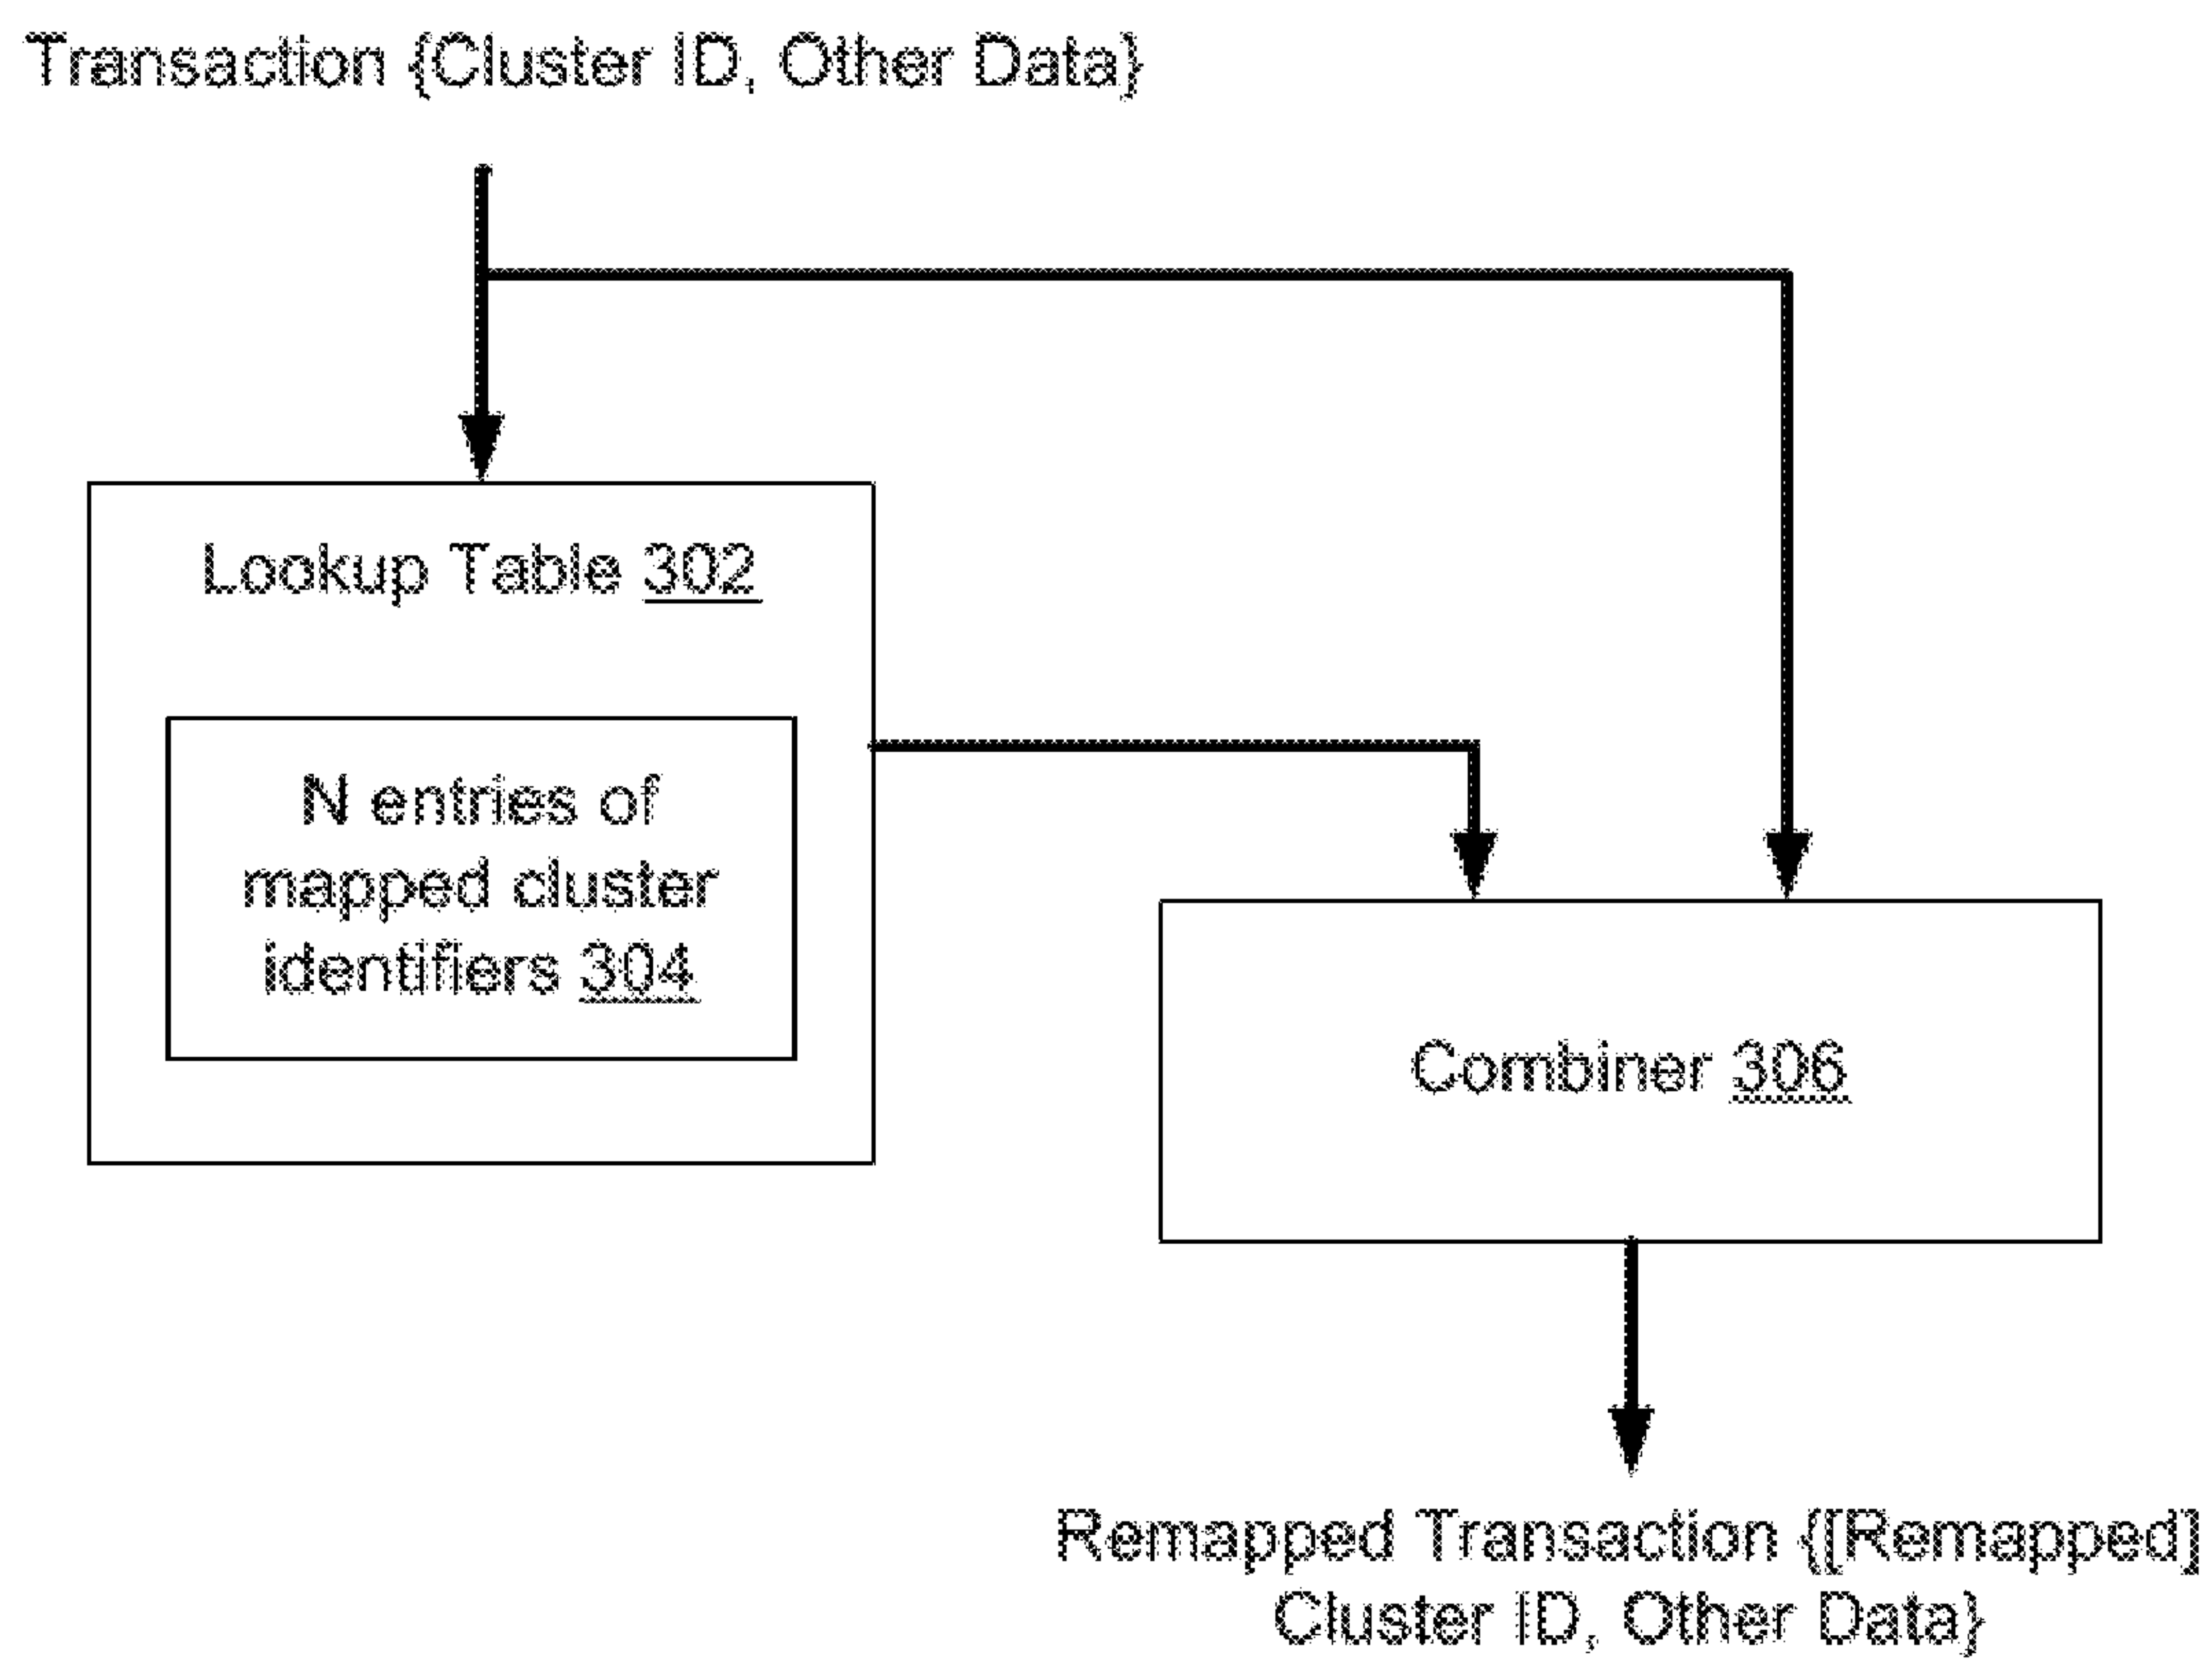 Transaction {Cluster ID, Other Data}
Lookup Table 302
N entries of
mapped cluster
identifiers 304
Combiner 306
Remapped Transaction {[Remapped]
Cluster ID, Other Data}